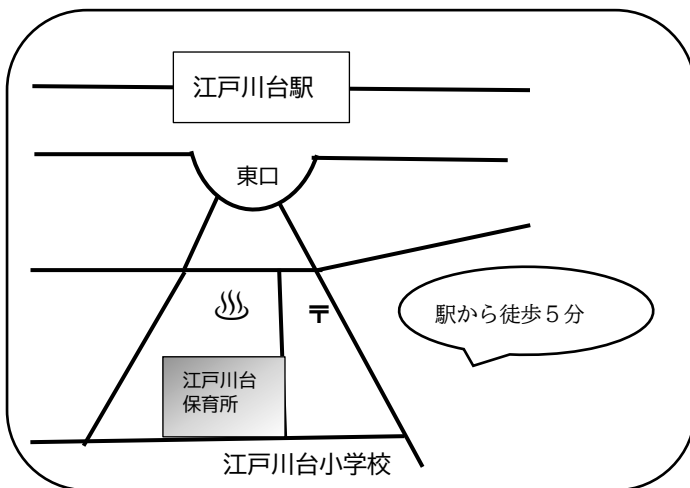 江戸川台駅
東口
♨
〒
駅から徒歩５分
江戸川台
保育所
江戸川台小学校